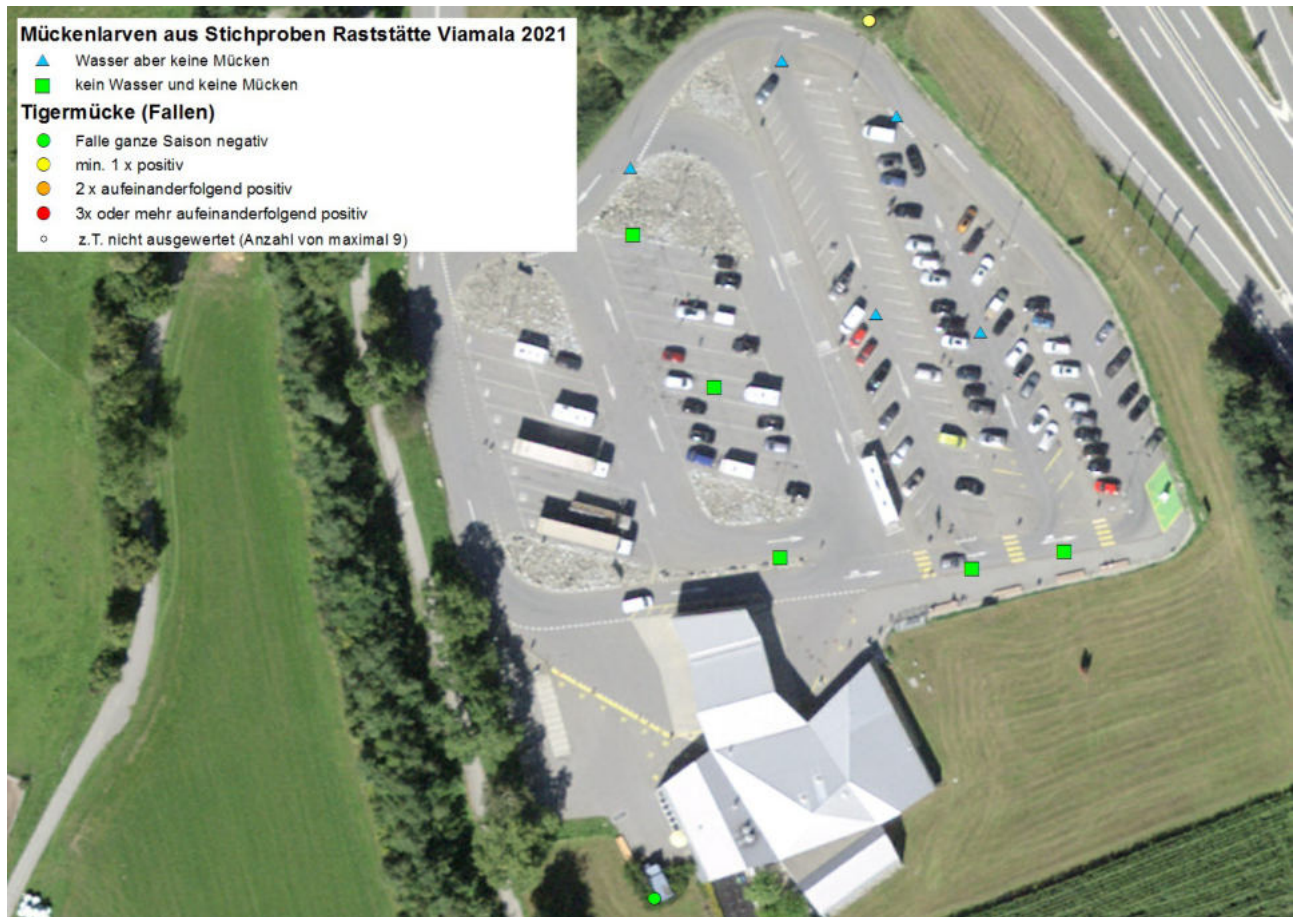 Mückenlarven aus Stichproben Raststätte Viamala 2021
Wasser aber keine Mücken
kein Wasser und keine Mücken
Tigermücke (Fallen)
Falle ganze Saison negativ
min. 1 x positiv
2 x aufeinanderfolgend positiv
3x oder mehr aufeinanderfolgend positiv
z.T. nicht ausgewertet (Anzahl von maximal 9)